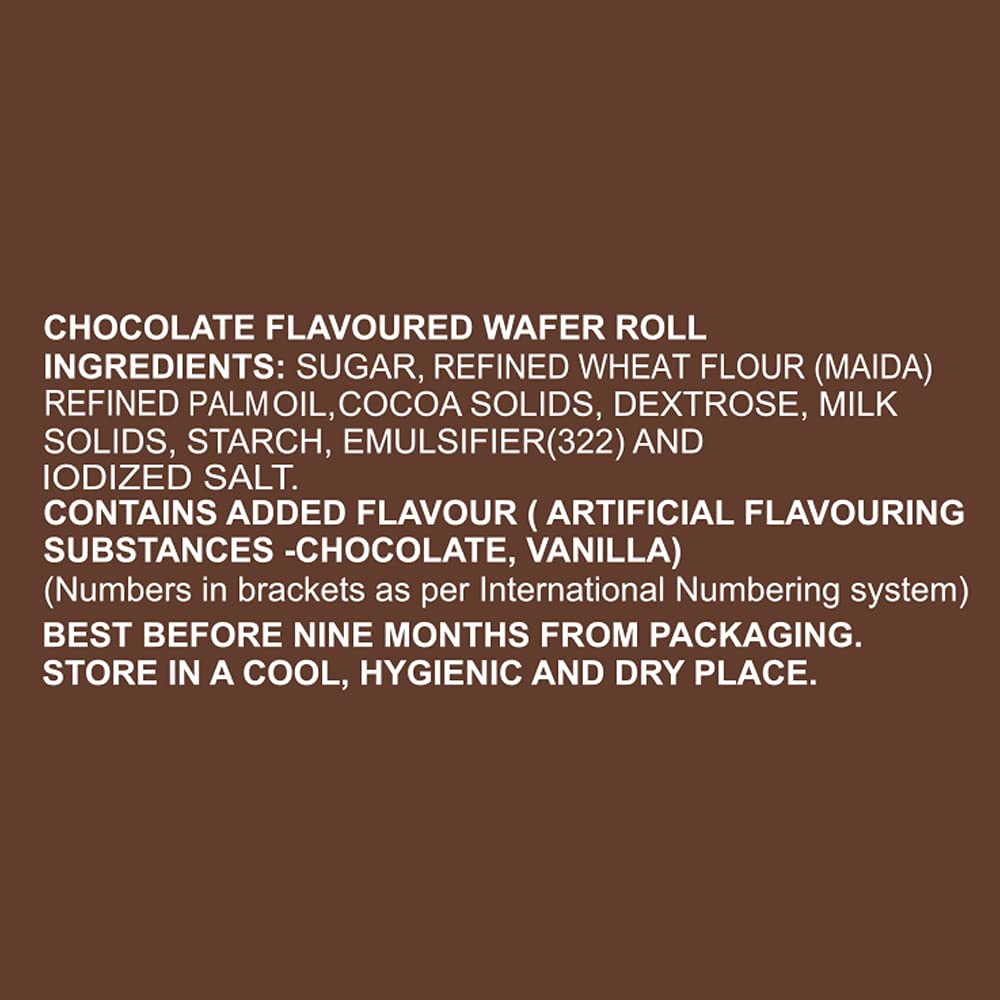 CHOCOLATE FLAVOURED WAFER ROLL
INGREDIENTS: SUGAR, REFINED WHEAT FLOUR (MAIDA)
REFINED PALM OIL, COCOA SOLIDS, DEXTROSE, MILK
SOLIDS, STARCH, EMULSIFIER(322) AND
IODIZED SALT.
CONTAINS ADDED FLAVOUR ( ARTIFICIAL FLAVOURING
SUBSTANCES -CHOCOLATE, VANILLA)
(Numbers in brackets as per International Numbering system)
BEST BEFORE NINE MONTHS FROM PACKAGING.
STORE IN A COOL, HYGIENIC AND DRY PLACE.